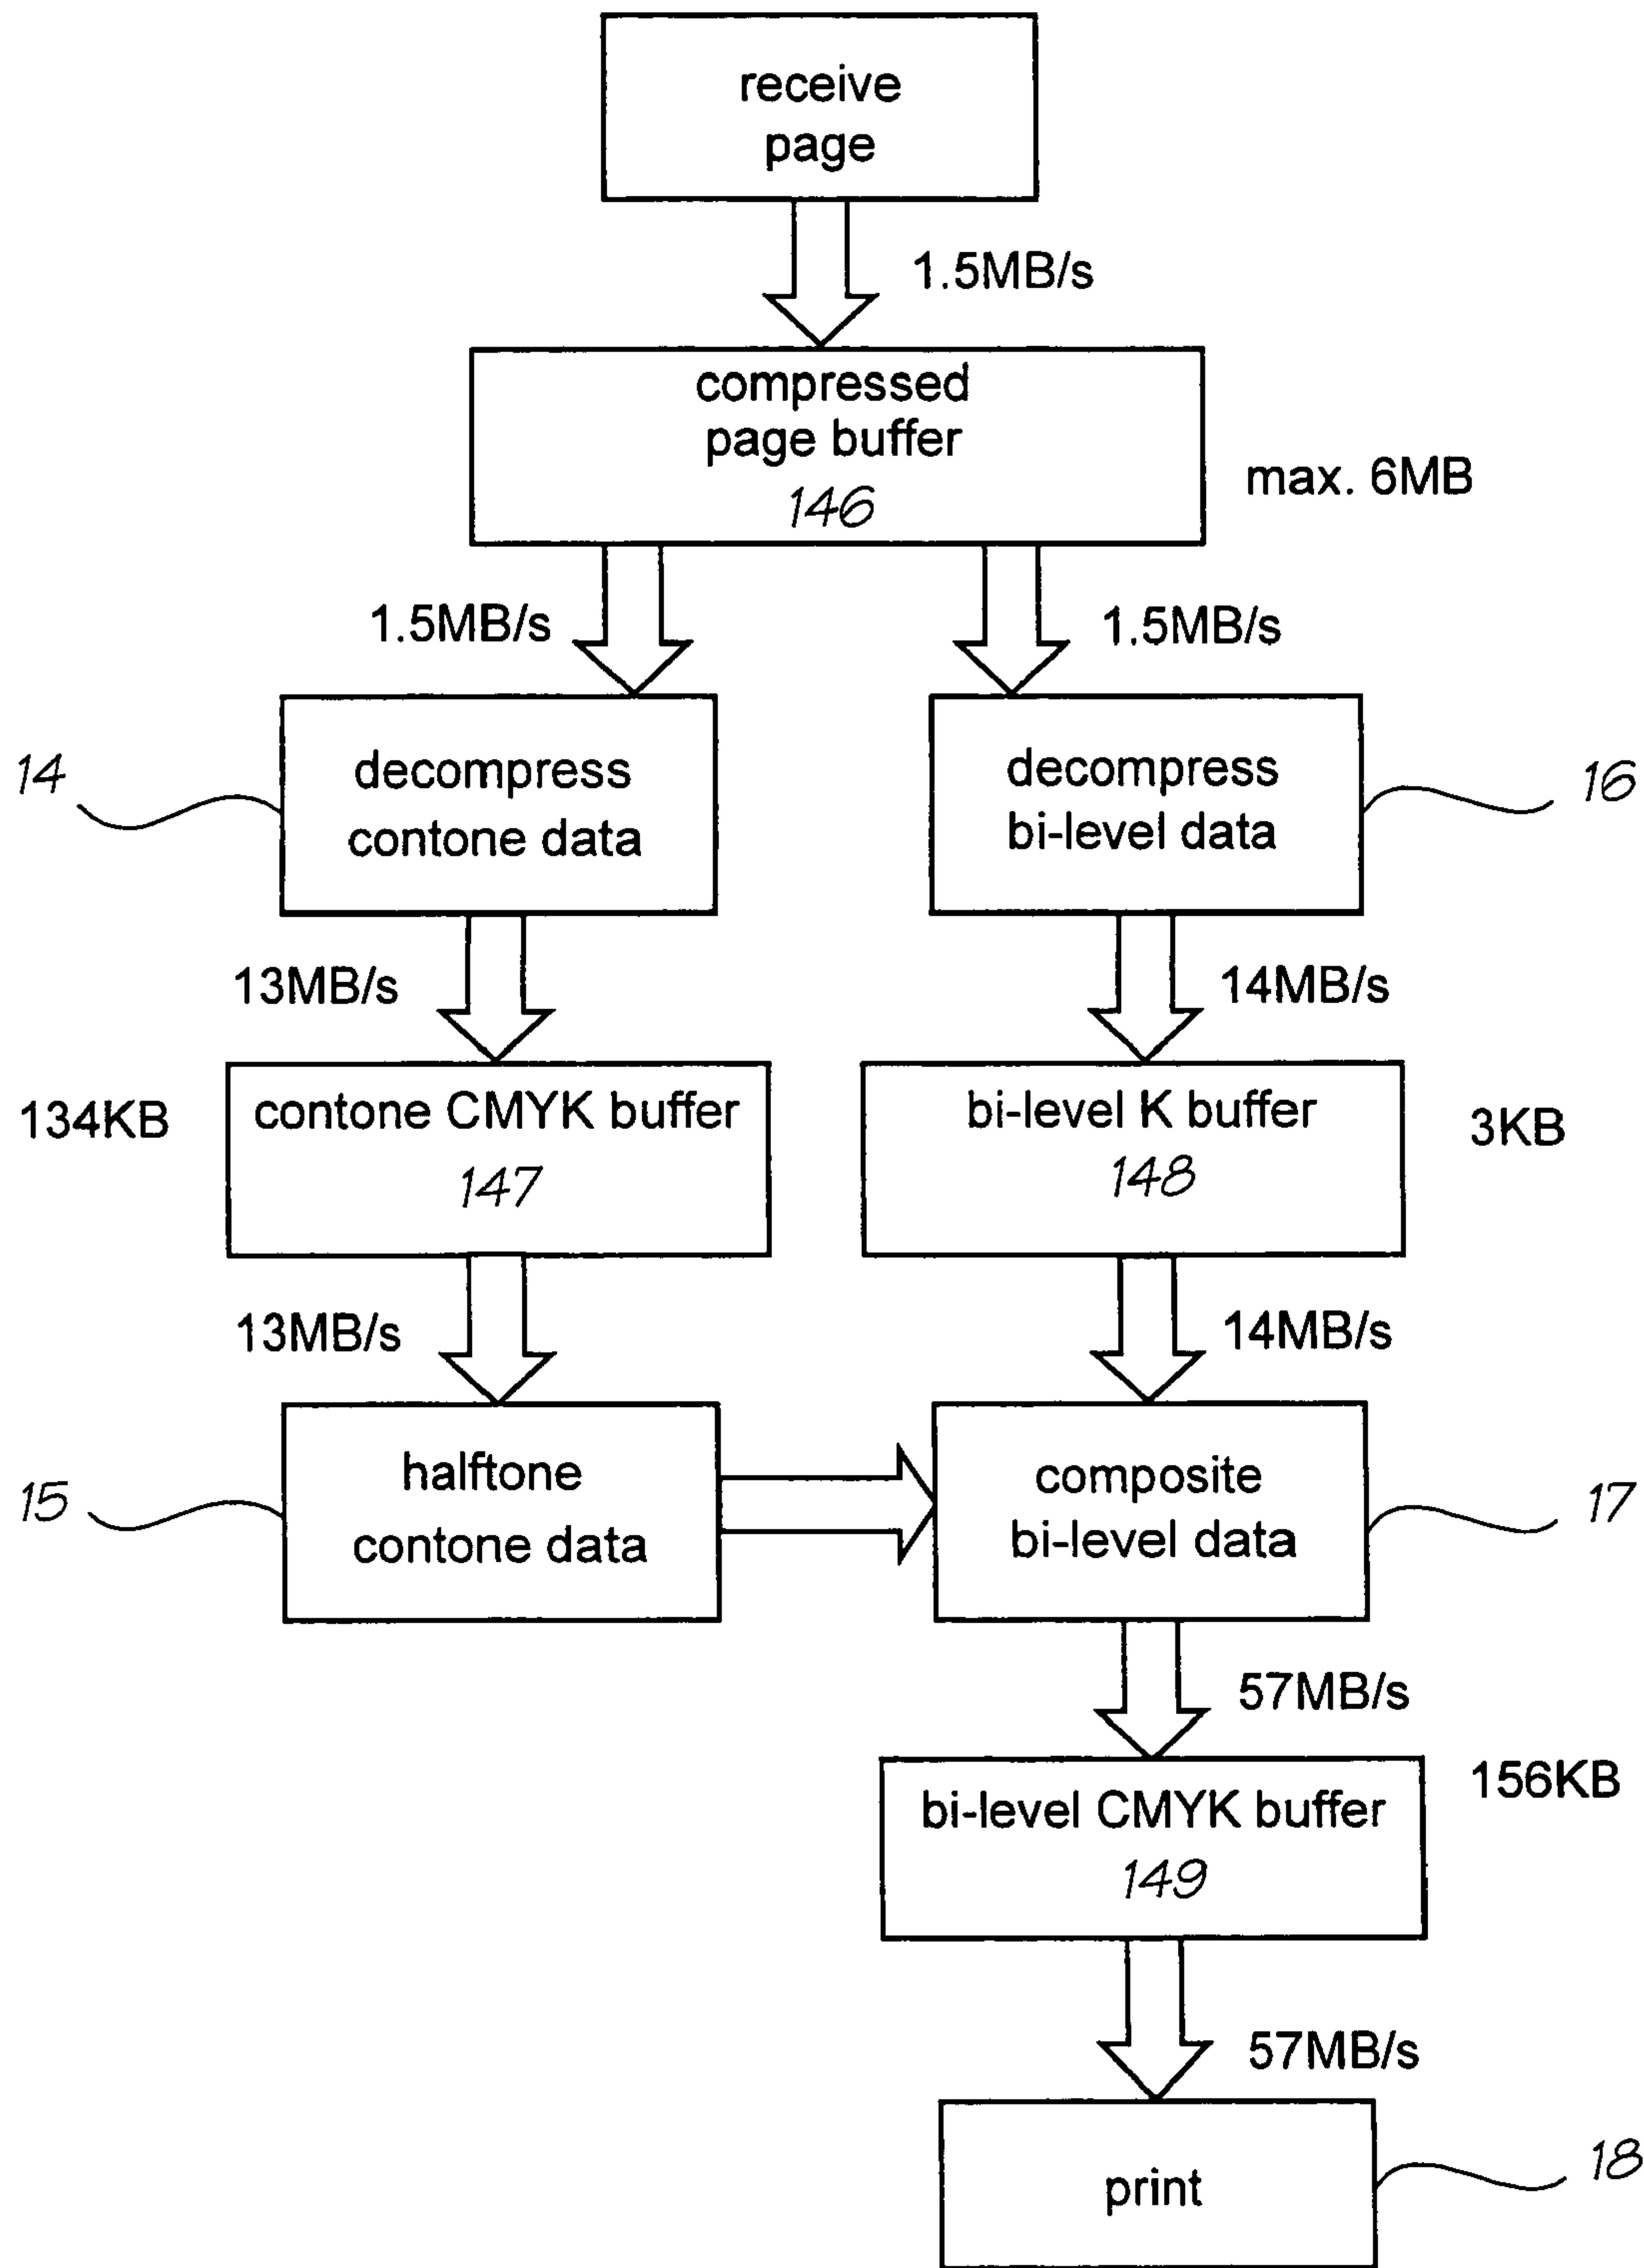 receive
page
1.5MB/s
compressed
page buffer
146
max. 6MB
1.5MB/s
1.5MB/s
14
decompress
contone data
decompress
bi-level data
16
13MB/s
14MB/s
134KB
contone CMYK buffer
147
bi-level K buffer
148
3KB
13MB/s
14MB/s
15
halftone
contone data
composite
bi-level data
17
57MB/s
bi-level CMYK buffer
149
156KB
57MB/s
print
18